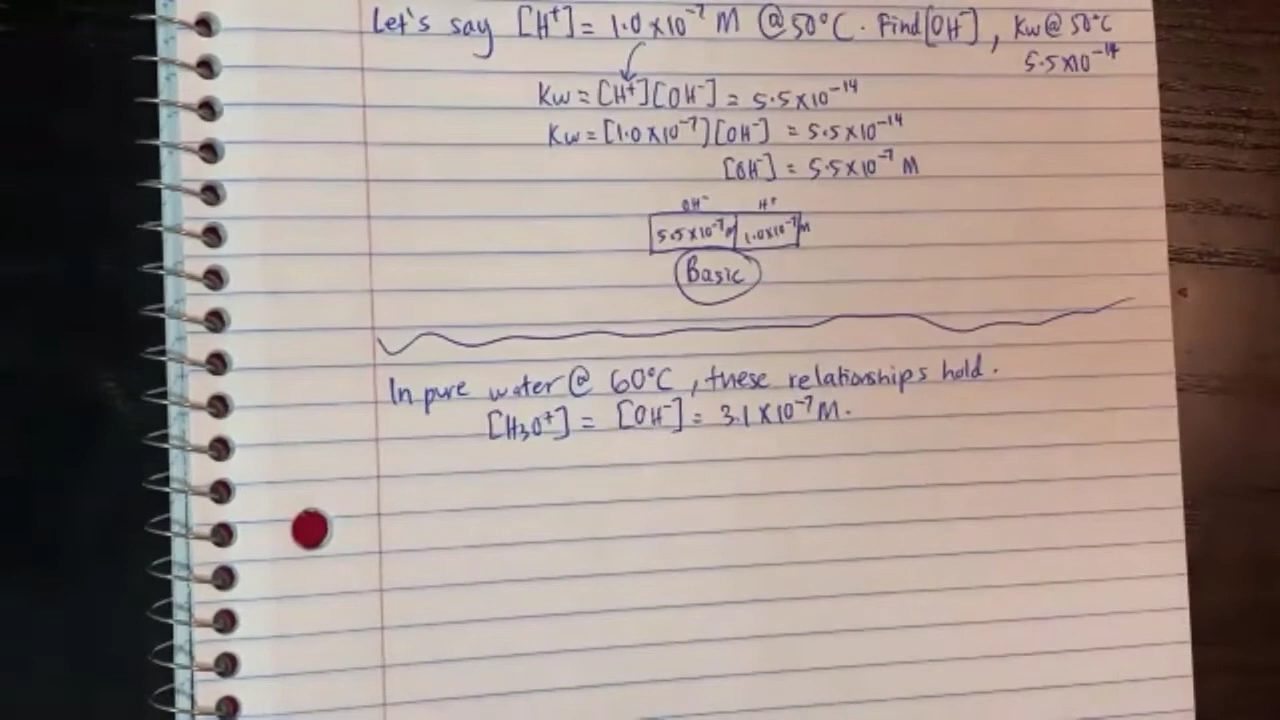 Let's say [H⁺] = 1.0 x 10⁻⁷ M @ 50°C. Find [OH⁻], Kw @ 50°C
5.5 x 10⁻¹⁴
Kw = [H⁺][OH⁻] = 5.5 x 10⁻¹⁴
Kw = [1.0 x 10⁻⁷][OH⁻] = 5.5 x 10⁻¹⁴
[OH⁻] = 5.5 x 10⁻⁷ M
OH⁻ H⁺
5.5 x 10⁻⁷ M 1.0 x 10⁻⁷ M
Basic
In pure water @ 60°C, these relationships hold.
[H₃O⁺] = [OH⁻] = 3.1 x 10⁻⁷ M.